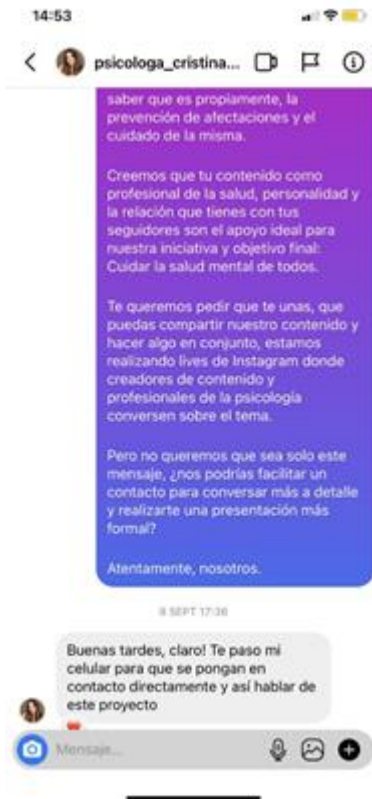 14:53
psicologa_cristina...
saber que es propiamente, la
prevención de afectaciones y el
cuidado de la misma.
Creemos que tu contenido como
profesional de la salud, personalidad y
la relación que tienes con tus
seguidores son el apoyo ideal para
nuestra iniciativa y objetivo final:
Cuidar la salud mental de todos.
Te queremos pedir que te unas, que
puedas compartir nuestro contenido y
hacer algo en conjunto, estamos
realizando lives de Instagram donde
creadores de contenido y
profesionales de la psicología
conversen sobre el tema.
Pero no queremos que sea solo este
mensaje, ¿nos podrías facilitar un
contacto para conversar más a detalle
y realizarte una presentación más
formal?
Atentamente, nosotros.
SEPT 17:36
Buenas tardes, claro! Te paso mi
celular para que se pongan en
contacto directamente y así hablar de
este proyecto
Mensaje...